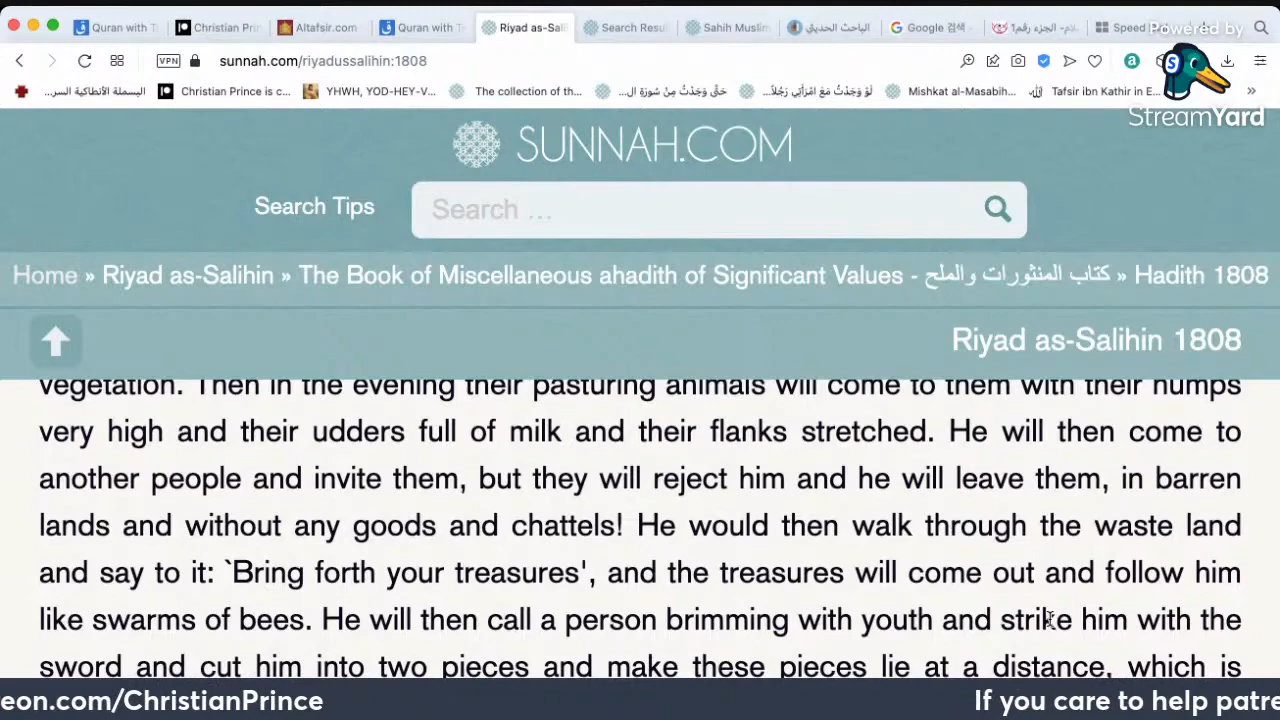 Quran with T
Christian Prin
Altafsir.com
Quran with T
Riyad as-Sali
Search Resul
Sahih Muslim
الباحث الحديثي
Google 검색
لام- الجزء رقم1
Speed
Powered by
VPN
sunnah.com/riyadussalihin:1808
البسملة الأنطاكية السر...
Christian Prince is c...
YHWH, YOD-HEY-V...
The collection of th...
حَتَّى وَجَدْتُ مِنْ سُورَةِ ال...
لَوْ وَجَدْتُ مَعَ امْرَأَتِي رَجُلاً...
Mishkat al-Masabih...
Tafsir ibn Kathir in E...
StreamYard
SUNNAH.COM
Search Tips
Search ...
Home » Riyad as-Salihin » The Book of Miscellaneous ahadith of Significant Values - كتاب المنثورات والملح » Hadith 1808
Riyad as-Salihin 1808
vegetation. Then in the evening their pasturing animals will come to them with their humps
very high and their udders full of milk and their flanks stretched. He will then come to
another people and invite them, but they will reject him and he will leave them, in barren
lands and without any goods and chattels! He would then walk through the waste land
and say to it: `Bring forth your treasures', and the treasures will come out and follow him
like swarms of bees. He will then call a person brimming with youth and strike him with the
sword and cut him into two pieces and make these pieces lie at a distance, which is
eon.com/ChristianPrince
If you care to help patre